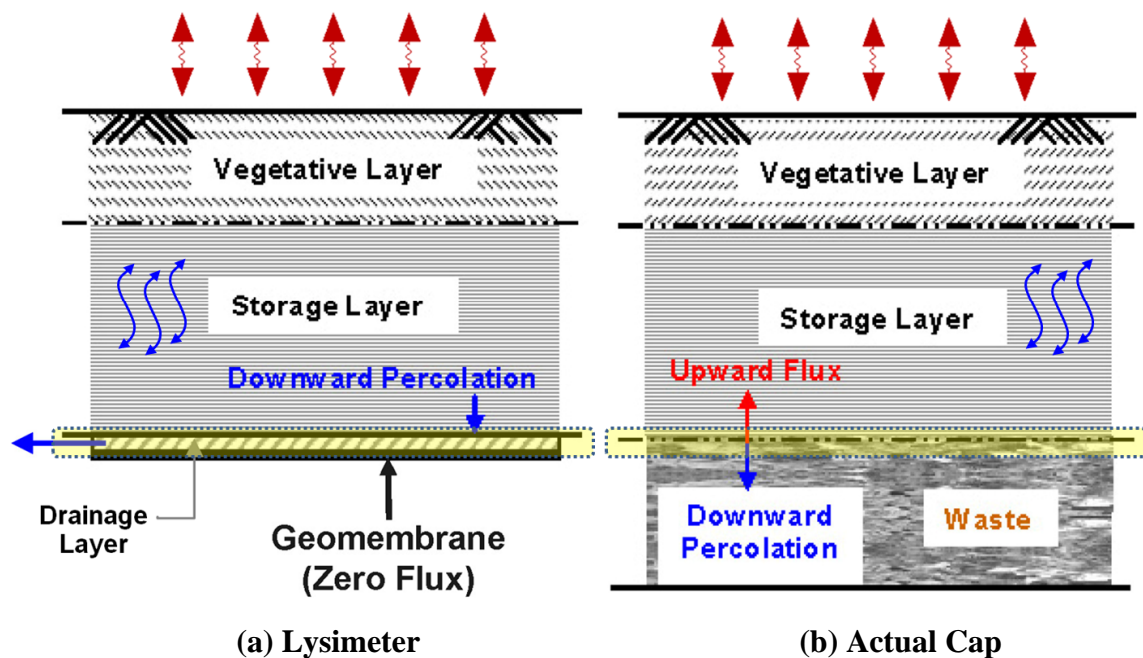 Vegetative Layer
Storage Layer
Downward Percolation
Drainage
Layer
Geomembrane
(Zero Flux)
(a) Lysimeter
Vegetative Layer
Storage Layer
Upward Flux
Downward
Percolation
Waste
(b) Actual Cap